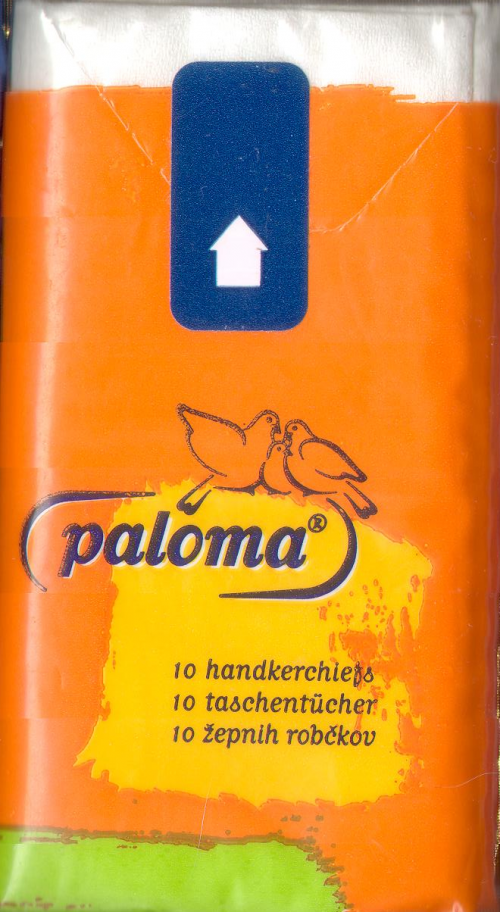 paloma®
10 handkerchiefs
10 taschentücher
10 žepnih robčkov